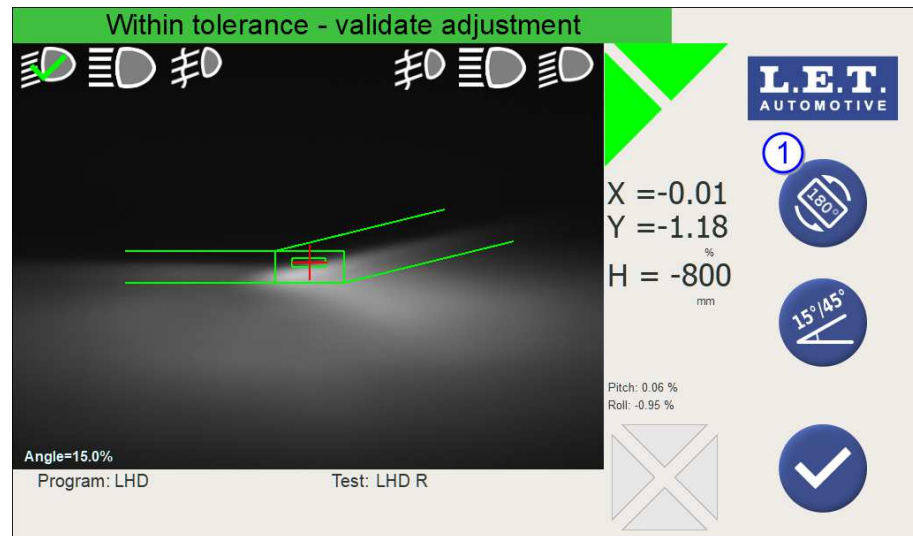 Within tolerance - validate adjustment
L.E.T.
AUTOMOTIVE
1
180°
X =-0.01
Y =-1.18
%
H = -800
mm
15°/45°
Pitch: 0.06 %
Roll: -0.95 %
Angle=15.0%
Program: LHD
Test: LHD R